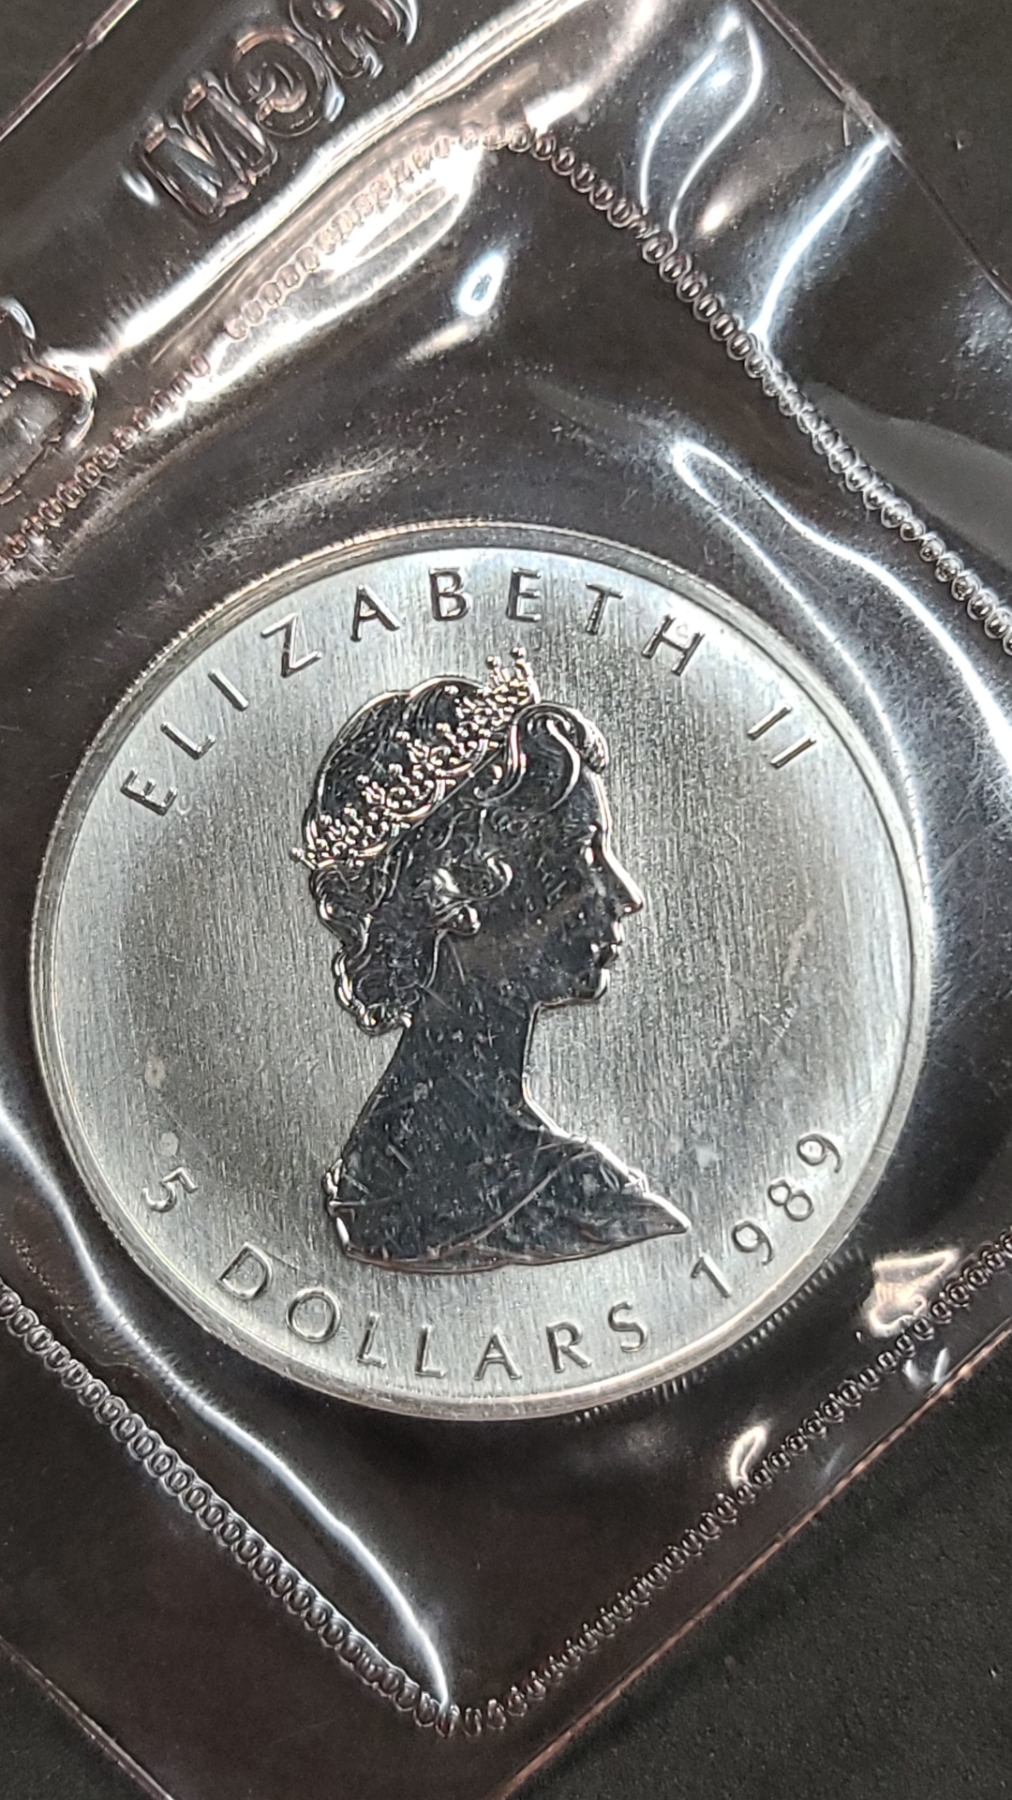 ELIZABETH II
5 DOLLARS 1989